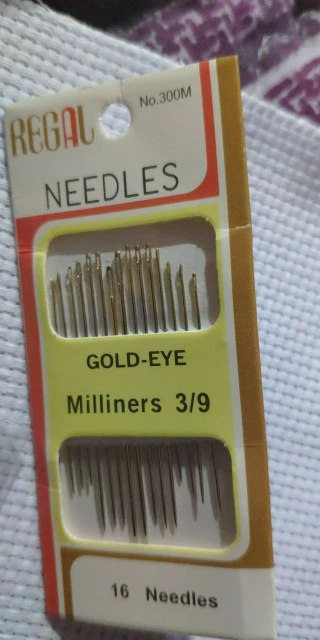 No.300M
REGAL
NEEDLES
GOLD-EYE
Milliners 3/9
16 Needles